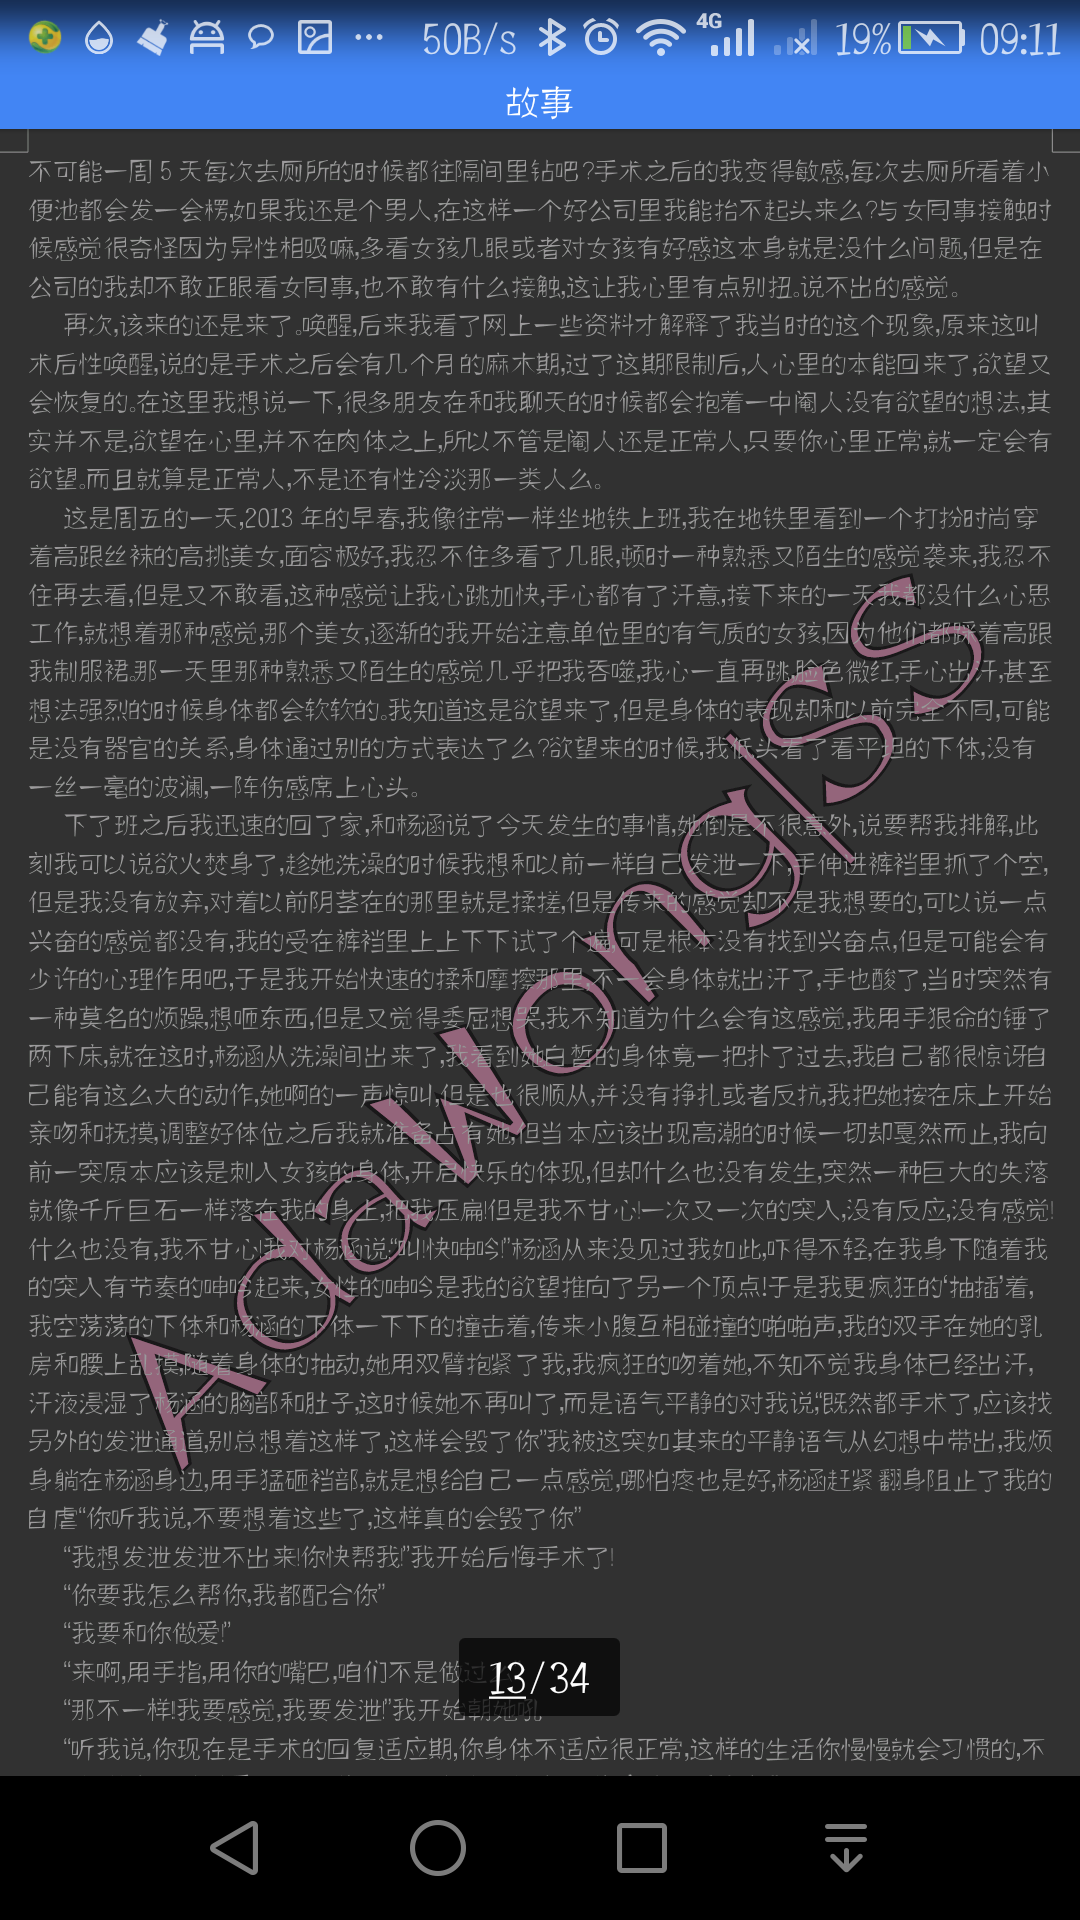 50B/s 4G 19% 09:11
故事
不可能一周 5 天每次去厕所的时候都往隔间里钻吧?手术之后的我变得敏感,每次去厕所看着小
便池都会发一会楞,如果我还是个男人,在这样一个好公司里我能抬不起头来么?与女同事接触时
候感觉很奇怪因为异性相吸嘛,多看女孩几眼或者对女孩有好感这本身就是没什么问题,但是在
公司的我却不敢正眼看女同事,也不敢有什么接触,这让我心里有点别扭。说不出的感觉。
再次,该来的还是来了。唤醒,后来我看了网上一些资料才解释了我当时的这个现象,原来这叫
术后性唤醒,说的是手术之后会有几个月的麻木期,过了这期限制后,人心里的本能回来了,欲望又
会恢复的。在这里我想说一下,很多朋友在和我聊天的时候都会抱着一中阉人没有欲望的想法,其
实并不是,欲望在心里,并不在肉体之上,所以不管是阉人还是正常人,只要你心里正常,就一定会有
欲望。而且就算是正常人,不是还有性冷淡那一类人么。
这是周五的一天,2013 年的早春,我像往常一样坐地铁上班,我在地铁里看到一个打扮时尚穿
着高跟丝袜的高挑美女,面容极好,我忍不住多看了几眼,顿时一种熟悉又陌生的感觉袭来,我忍不
住再去看,但是又不敢看,这种感觉让我心跳加快,手心都有了汗意,接下来的一天我都没什么心思
工作,就想着那种感觉,那个美女,逐渐的我开始注意单位里的有气质的女孩,因为他们都踩着高跟
我制服裙。那一天里那种熟悉又陌生的感觉几乎把我吞噬,我心一直再跳,脸色微红,手心出汗,甚至
想法强烈的时候身体都会软软的。我知道这是欲望来了,但是身体的表现却和以前完全不同,可能
是没有器官的关系,身体通过别的方式表达了么?欲望来的时候,我低头看了看平坦的下体,没有
一丝一毫的波澜,一阵伤感席上心头。
下了班之后我迅速的回了家,和杨涵说了今天发生的事情,她倒是不很意外,说要帮我排解,此
刻我可以说欲火焚身了,趁她洗澡的时候我想和以前一样自己发泄一下,手伸进裤裆里抓了个空,
但是我没有放弃,对着以前阴茎在的那里就是揉搓,但是传来的感觉却不是我想要的,可以说一点
兴奋的感觉都没有,我的受在裤裆里上上下下试了个遍,可是根本没有找到兴奋点,但是可能会有
少许的心理作用吧,于是我开始快速的揉和摩擦那里,不一会身体就出汗了,手也酸了,当时突然有
一种莫名的烦躁,想砸东西,但是又觉得委屈想哭,我不知道为什么会有这感觉,我用手狠命的锤了
两下床,就在这时,杨涵从洗澡间出来了,我看到她白皙的身体竟一把扑了过去,我自己都很惊讶自
己能有这么大的动作,她啊的一声惊叫,但是也很顺从,并没有挣扎或者反抗,我把她按在床上开始
亲吻和抚摸,调整好体位之后我就准备占有她,但当本应该出现高潮的时候一切却戛然而止,我向
前一突原本应该是刺入女孩的身体,开启快乐的体现,但却什么也没有发生,突然一种巨大的失落
就像千斤巨石一样落在我的身上,把我压扁!但是我不甘心!一次又一次的突入,没有反应,没有感觉!
什么也没有,我不甘心!我对杨涵说“叫!快呻吟!”杨涵从来没见过我如此,吓得不轻,在我身下随着我
的突入有节奏的呻吟起来,女性的呻吟是我的欲望推向了另一个顶点!于是我更疯狂的‘抽插’着,
我空荡荡的下体和杨涵的下体一下下的撞击着,传来小腹互相碰撞的啪啪声,我的双手在她的乳
房和腰上乱摸,随着身体的抽动,她用双臂抱紧了我,我疯狂的吻着她,不知不觉我身体已经出汗,
汗液浸湿了杨涵的胸部和肚子,这时候她不再叫了,而是语气平静的对我说“既然都手术了,应该找
另外的发泄通道,别总想着这样了,这样会毁了你”我被这突如其来的平静语气从幻想中带出,我烦
身躺在杨涵身边,用手猛砸裆部,就是想给自己一点感觉,哪怕疼也是好,杨涵赶紧翻身阻止了我的
自虐“你听我说,不要想着这些了,这样真的会毁了你”
“我想发泄发泄不出来!你快帮我!”我开始后悔手术了!
“你要我怎么帮你,我都配合你”
“我要和你做爱!”
“来啊,用手指,用你的嘴巴,咱们不是做过
“那不一样!我要感觉,我要发泄!”我开始朝她吼
13/34
“听我说,你现在是手术的回复适应期,你身体不适应很正常,这样的生活你慢慢就会习惯的,不
Adawong|SS